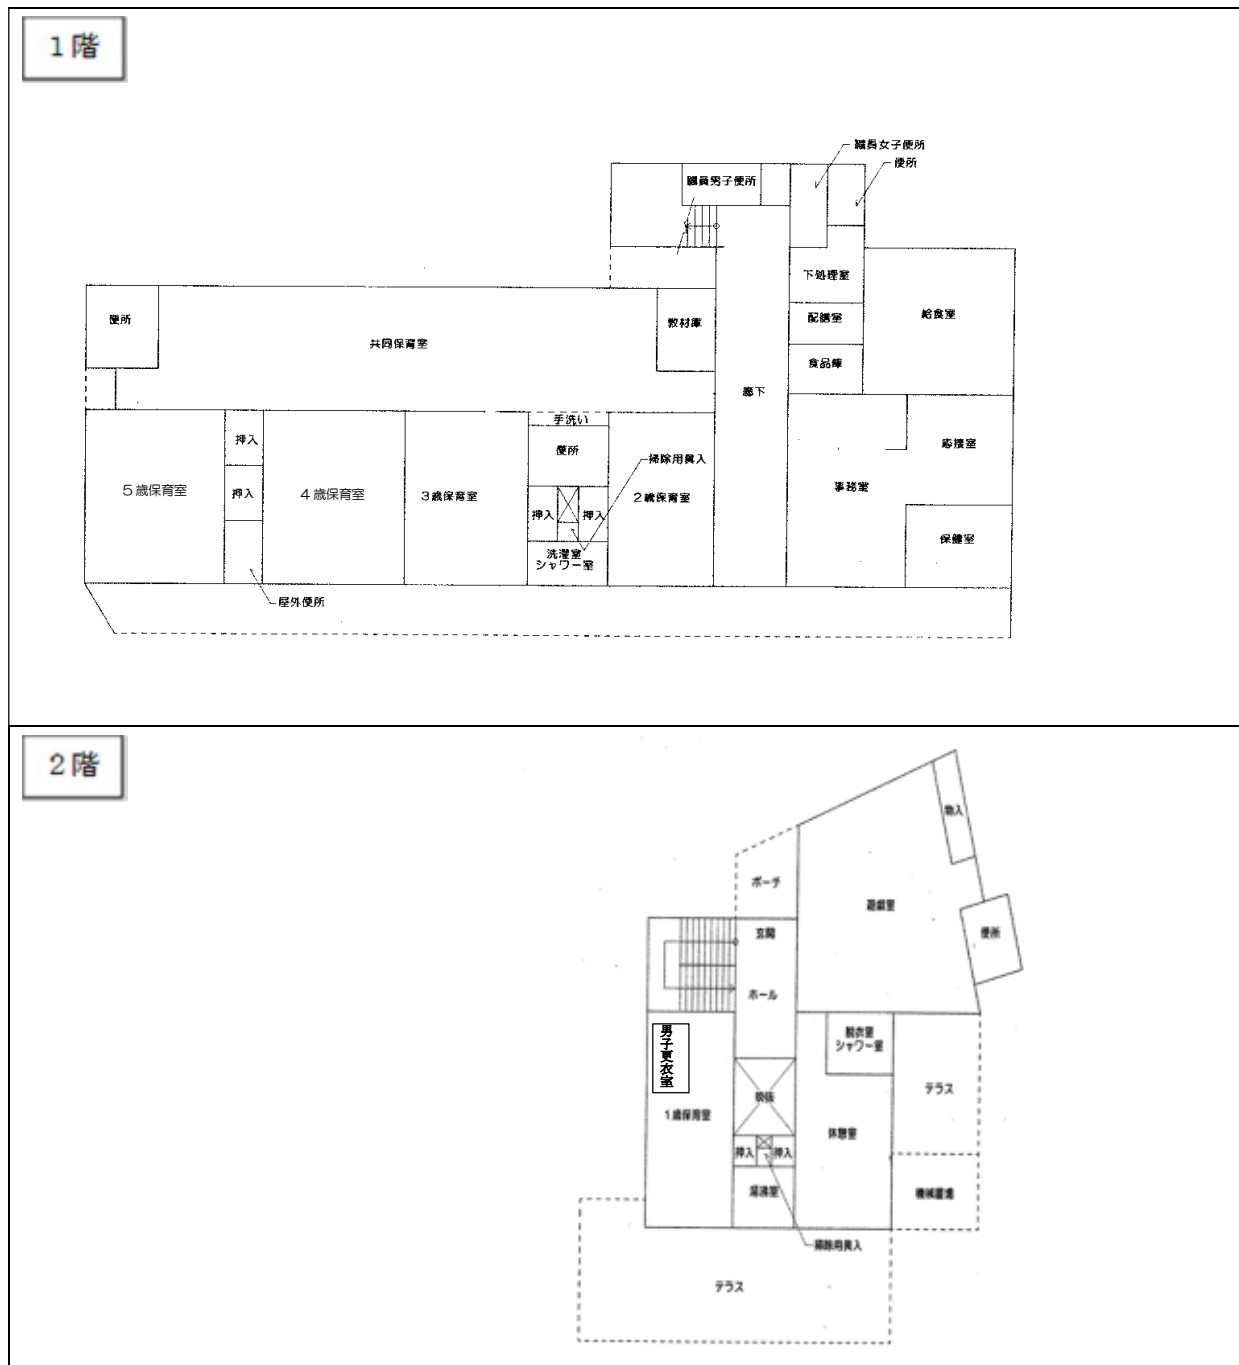 1階
職員女子便所
便所
職員男子便所
下処理室
配膳室
食品庫
給食室
便所
共同保育室
教材庫
廊下
手洗い
便所
掃除用具入
押入
押入
5歳保育室
4歳保育室
3歳保育室
押入
押入
2歳保育室
洗濯室
シャワー室
屋外便所
事務室
応接室
保健室
2階
物入
ポーチ
遊戯室
便所
玄関
ホール
男子更衣室
脱衣室
シャワー室
テラス
1歳保育室
吹抜
休憩室
押入
押入
湯沸室
機械置場
掃除用具入
テラス